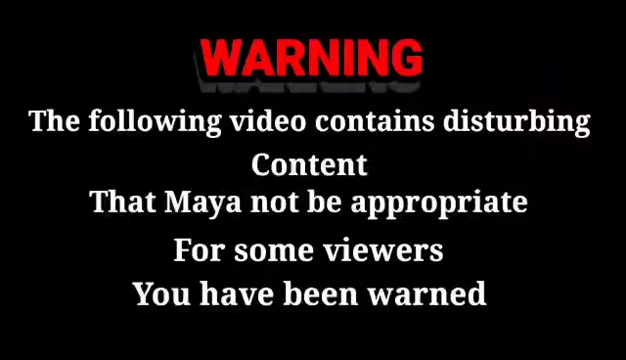 WARNING
The following video contains disturbing
Content
That Maya not be appropriate
For some viewers
You have been warned